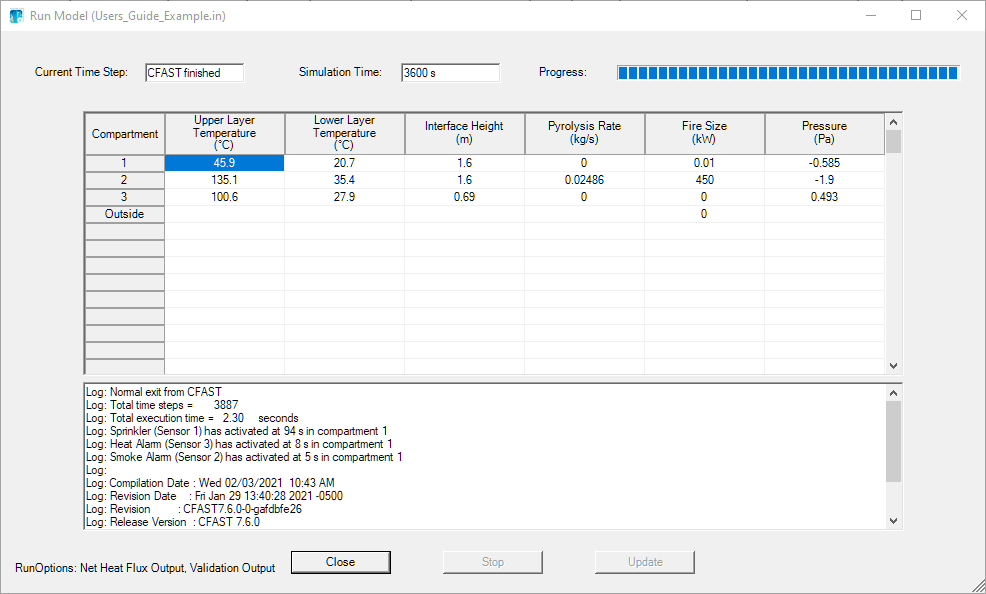 Run Model (Users_Guide_Example.in)
Current Time Step: CFAST finished Simulation Time: 3600 s Progress:
Compartment Upper Layer Temperature (°C) Lower Layer Temperature (°C) Interface Height (m) Pyrolysis Rate (kg/s) Fire Size (kW) Pressure (Pa)
1 45.9 20.7 1.6 0 0.01 -0.585
2 135.1 35.4 1.6 0.02486 450 -1.9
3 100.6 27.9 0.69 0 0 0.493
Outside 0
Log: Normal exit from CFAST
Log: Total time steps = 3887
Log: Total execution time = 2.30 seconds
Log: Sprinkler (Sensor 1) has activated at 94 s in compartment 1
Log: Heat Alarm (Sensor 3) has activated at 8 s in compartment 1
Log: Smoke Alarm (Sensor 2) has activated at 5 s in compartment 1
Log:
Log: Compilation Date : Wed 02/03/2021 10:43 AM
Log: Revision Date : Fri Jan 29 13:40:28 2021 -0500
Log: Revision : CFAST7.6.0-0-gafdbfe26
Log: Release Version : CFAST 7.6.0
RunOptions: Net Heat Flux Output, Validation Output Close Stop Update